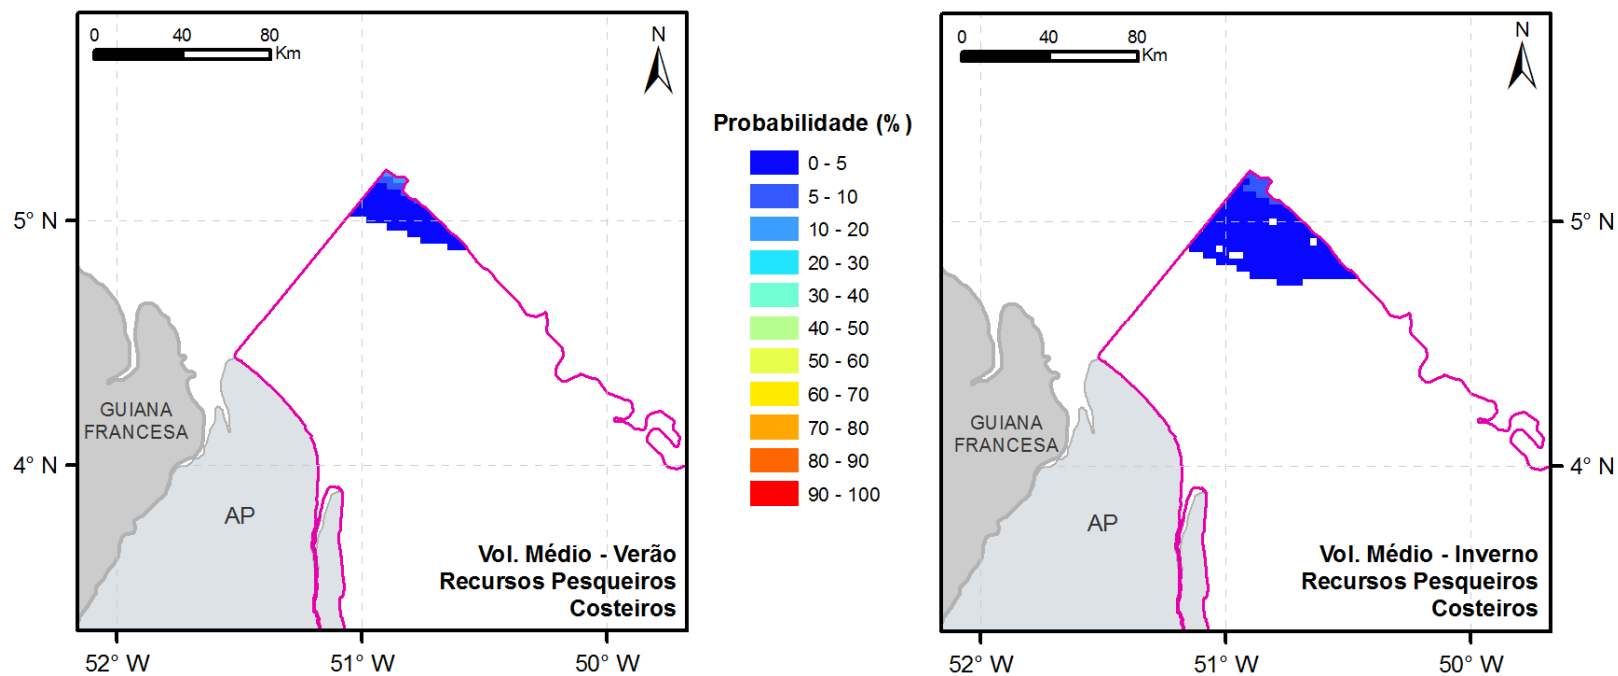 0 40 80
Km
N
5° N
4° N
52° W 51° W 50° W
GUIANA
FRANCESA
AP
Vol. Médio - Verão
Recursos Pesqueiros
Costeiros
Probabilidade (%)
0 - 5
5 - 10
10 - 20
20 - 30
30 - 40
40 - 50
50 - 60
60 - 70
70 - 80
80 - 90
90 - 100
0 40 80
Km
N
5° N
4° N
GUIANA
FRANCESA
AP
Vol. Médio - Inverno
Recursos Pesqueiros
Costeiros
52° W 51° W 50° W